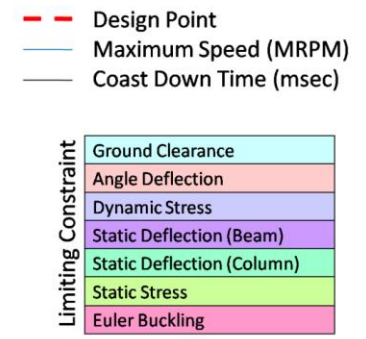 Design Point
Maximum Speed (MRPM)
Coast Down Time (msec)
Limiting Constraint
Ground Clearance
Angle Deflection
Dynamic Stress
Static Deflection (Beam)
Static Deflection (Column)
Static Stress
Euler Buckling